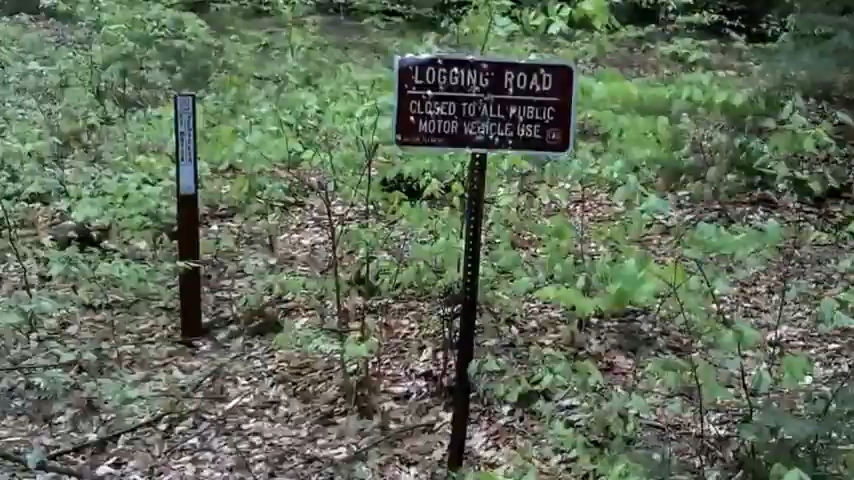 LOGGING ROAD
CLOSED TO ALL PUBLIC
MOTOR VEHICLE USE